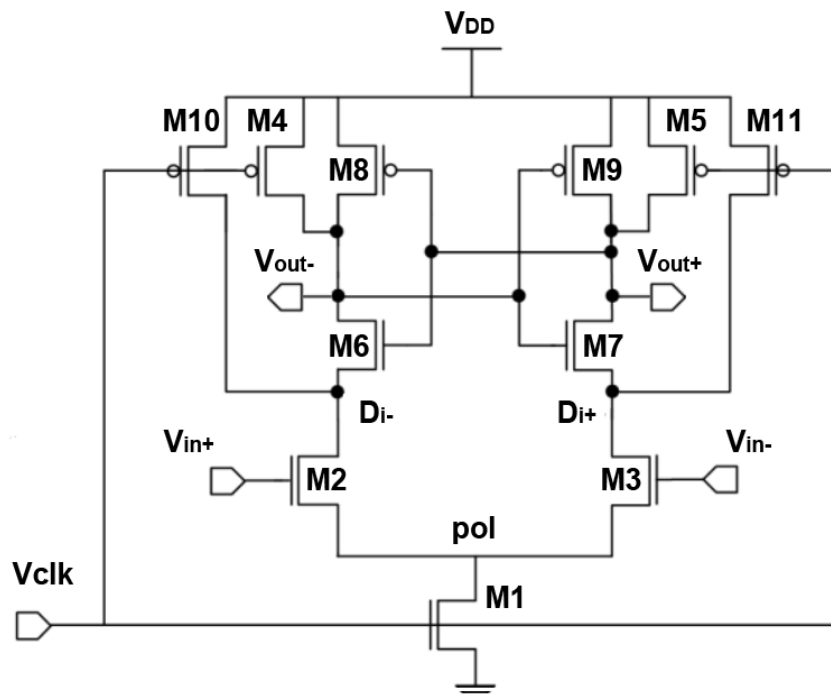 VDD
M10 M4 M5 M11
M8 M9
Vout- Vout+
M6 M7
Di- Di+
Vin+ Vin-
M2 M3
pol
Vclk
M1